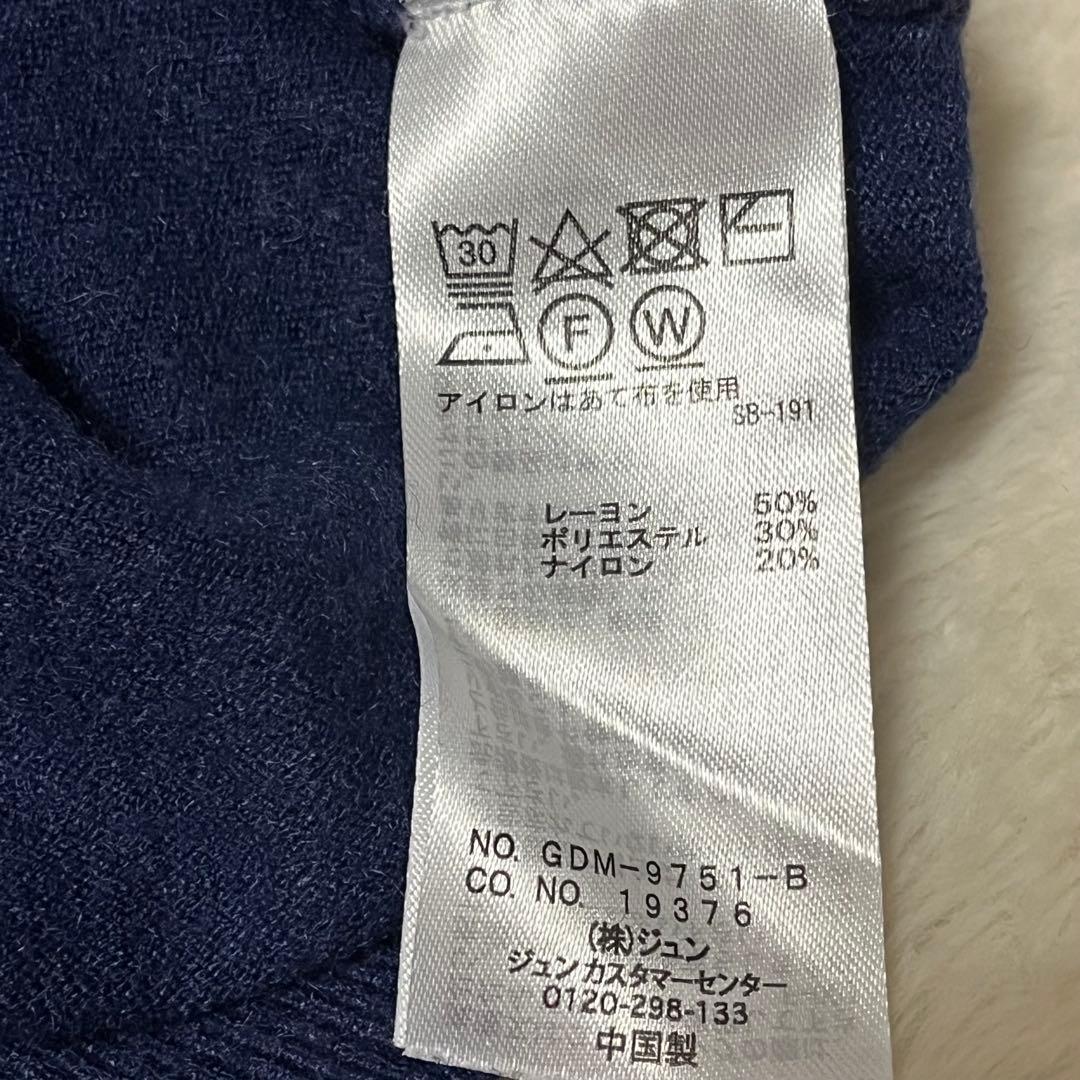 30
F W
アイロンはあて布を使用
SB-191
レーヨン 50%
ポリエステル 30%
ナイロン 20%
NO. GDM-9751-B
CO. NO. 19376
(株)ジュン
ジュンカスタマーセンター
0120-298-133
中国製